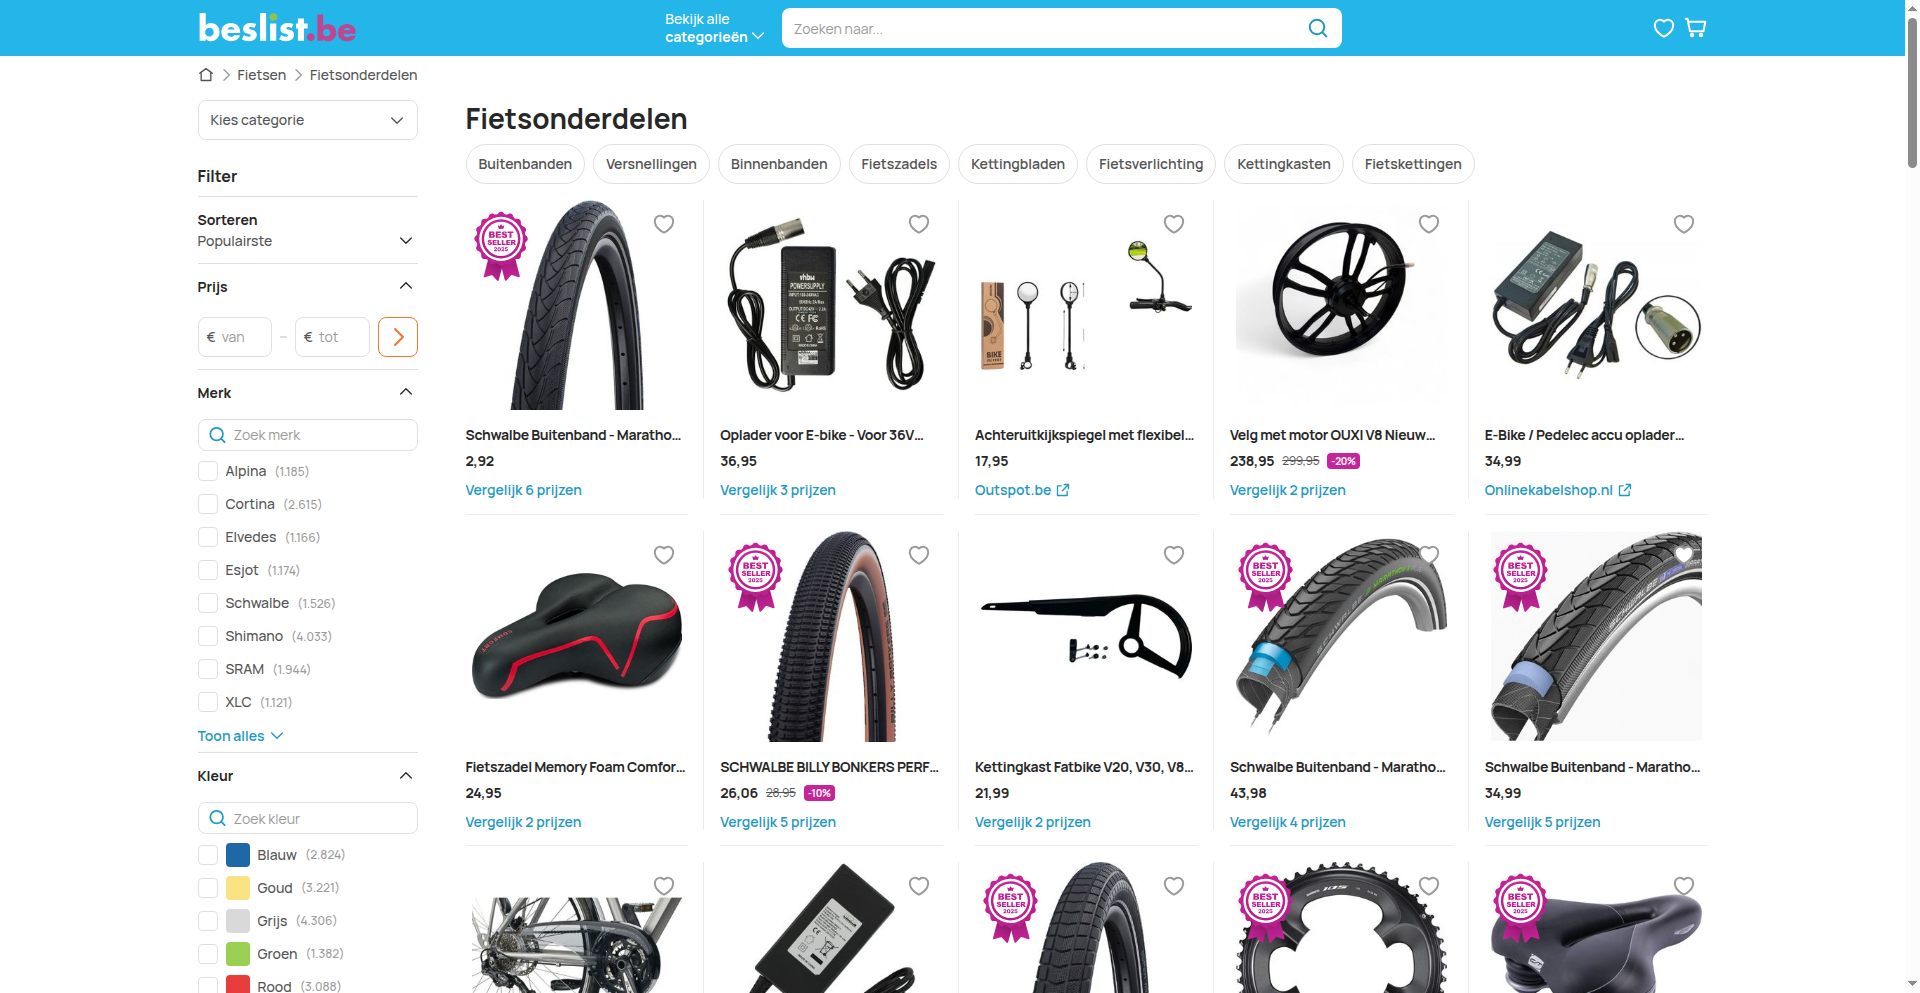 beslist.be
Bekijk alle
categorieën
Zoeken naar...
Fietsen
Fietsonderdelen
Kies categorie
Filter
Sorteren
Populairste
Prijs
€ van
–
€ tot
Merk
Zoek merk
Alpina (1.185)
Cortina (2.615)
Elvedes (1.166)
Esjot (1.174)
Schwalbe (1.526)
Shimano (4.033)
SRAM (1.944)
XLC (1.121)
Toon alles
Kleur
Zoek kleur
Blauw (2.824)
Goud (3.221)
Grijs (4.306)
Groen (1.382)
Rood (3.088)
Fietsonderdelen
Buitenbanden
Versnellingen
Binnenbanden
Fietszadels
Kettingbladen
Fietsverlichting
Kettingkasten
Fietskettingen
BEST
SELLER
2025
Schwalbe Buitenband - Maratho...
2,92
Vergelijk 6 prijzen
vhbw
POWERSUPPLY
Oplader voor E-bike - Voor 36V...
36,95
Vergelijk 3 prijzen
BIKE
Achteruitkijkspiegel met flexibel...
17,95
Outspot.be
Velg met motor OUXI V8 Nieuw...
238,95 299,95 -20%
Vergelijk 2 prijzen
E-Bike / Pedelec accu oplader...
34,99
Onlinekabelshop.nl
COMFORT
Fietszadel Memory Foam Comfor...
24,95
Vergelijk 2 prijzen
BEST
SELLER
2025
SCHWALBE BILLY BONKERS PERF...
26,06 28,95 -10%
Vergelijk 5 prijzen
Kettingkast Fatbike V20, V30, V8...
21,99
Vergelijk 2 prijzen
BEST
SELLER
2025
SCHWALBE
MARATHON
Schwalbe Buitenband - Maratho...
43,98
Vergelijk 4 prijzen
BEST
SELLER
2025
SCHWALBE
Schwalbe Buitenband - Maratho...
34,99
Vergelijk 5 prijzen
BEST
SELLER
2025
BEST
SELLER
2025
105
BEST
SELLER
2025